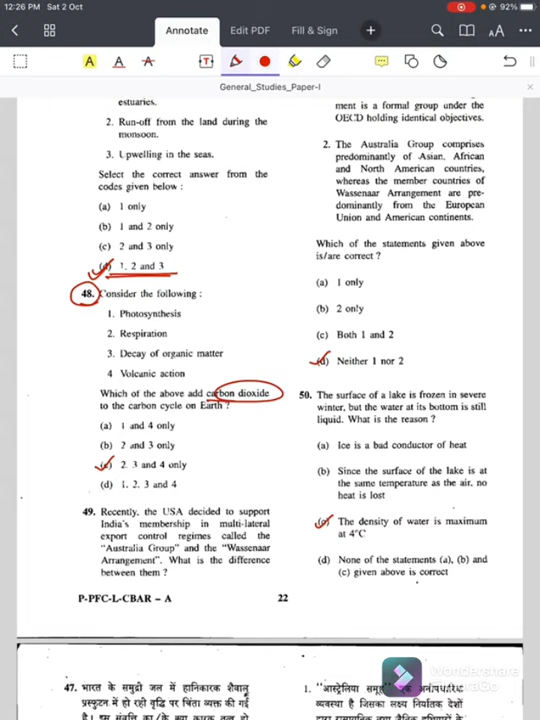 12:26 PM Sat 2 Oct
92%
Annotate
Edit PDF
Fill & Sign
General_Studies_Paper-I
estuaries.
2. Run-off from the land during the
monsoon.
3. Upwelling in the seas.
Select the correct answer from the
codes given below :
(a) 1 only
(b) 1 and 2 only
(c) 2 and 3 only
(d) 1, 2 and 3
48. Consider the following :
1. Photosynthesis
2. Respiration
3. Decay of organic matter
4 Volcanic action
Which of the above add carbon dioxide
to the carbon cycle on Earth ?
(a) 1 and 4 only
(b) 2 and 3 only
(c) 2, 3 and 4 only
(d) 1, 2, 3 and 4
49. Recently, the USA decided to support
India's membership in multi-lateral
export control regimes called the
"Australia Group" and the "Wassenaar
Arrangement". What is the difference
between them ?
P-PFC-L-CBAR – A
22
ment is a formal group under the
OECD holding identical objectives.
2. The Australia Group comprises
predominantly of Asian, African
and North American countries,
whereas the member countries of
Wassenaar Arrangement are pre-
dominantly from the European
Union and American continents.
Which of the statements given above
is/are correct ?
(a) 1 only
(b) 2 only
(c) Both 1 and 2
(d) Neither 1 nor 2
50. The surface of a lake is frozen in severe
winter, but the water at its bottom is still
liquid. What is the reason ?
(a) Ice is a bad conductor of heat
(b) Since the surface of the lake is at
the same temperature as the air, no
heat is lost
(c) The density of water is maximum
at 4°C
(d) None of the statements (a), (b) and
(c) given above is correct
47. भारत के समुद्री जल में हानिकारक शैवालों
प्रस्फुटन में हो रही वृद्धि पर चिंता व्यक्त की गई
1. "आस्ट्रेलिया समूह" एक अनौपचारिक
व्यवस्था है जिसका लक्ष्य निर्यातक देशों
Wondershare
FilmoraGo